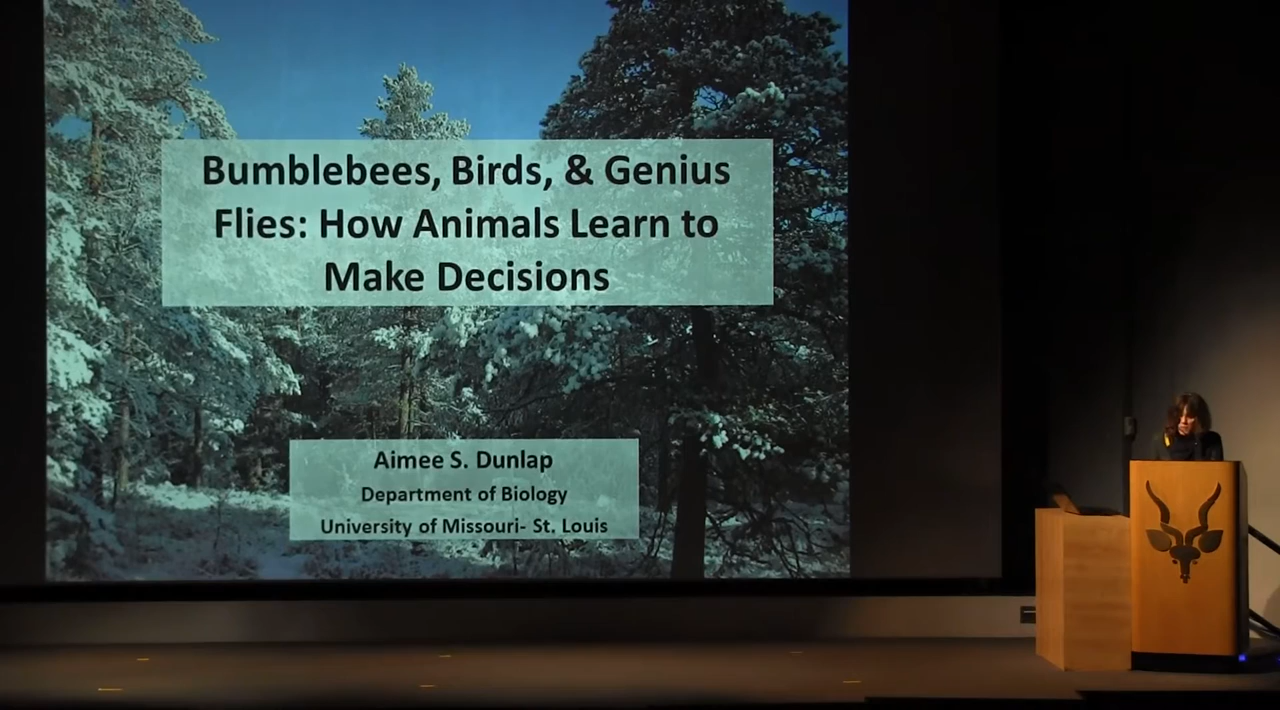 Bumblebees, Birds, & Genius
Flies: How Animals Learn to
Make Decisions
Aimee S. Dunlap
Department of Biology
University of Missouri- St. Louis